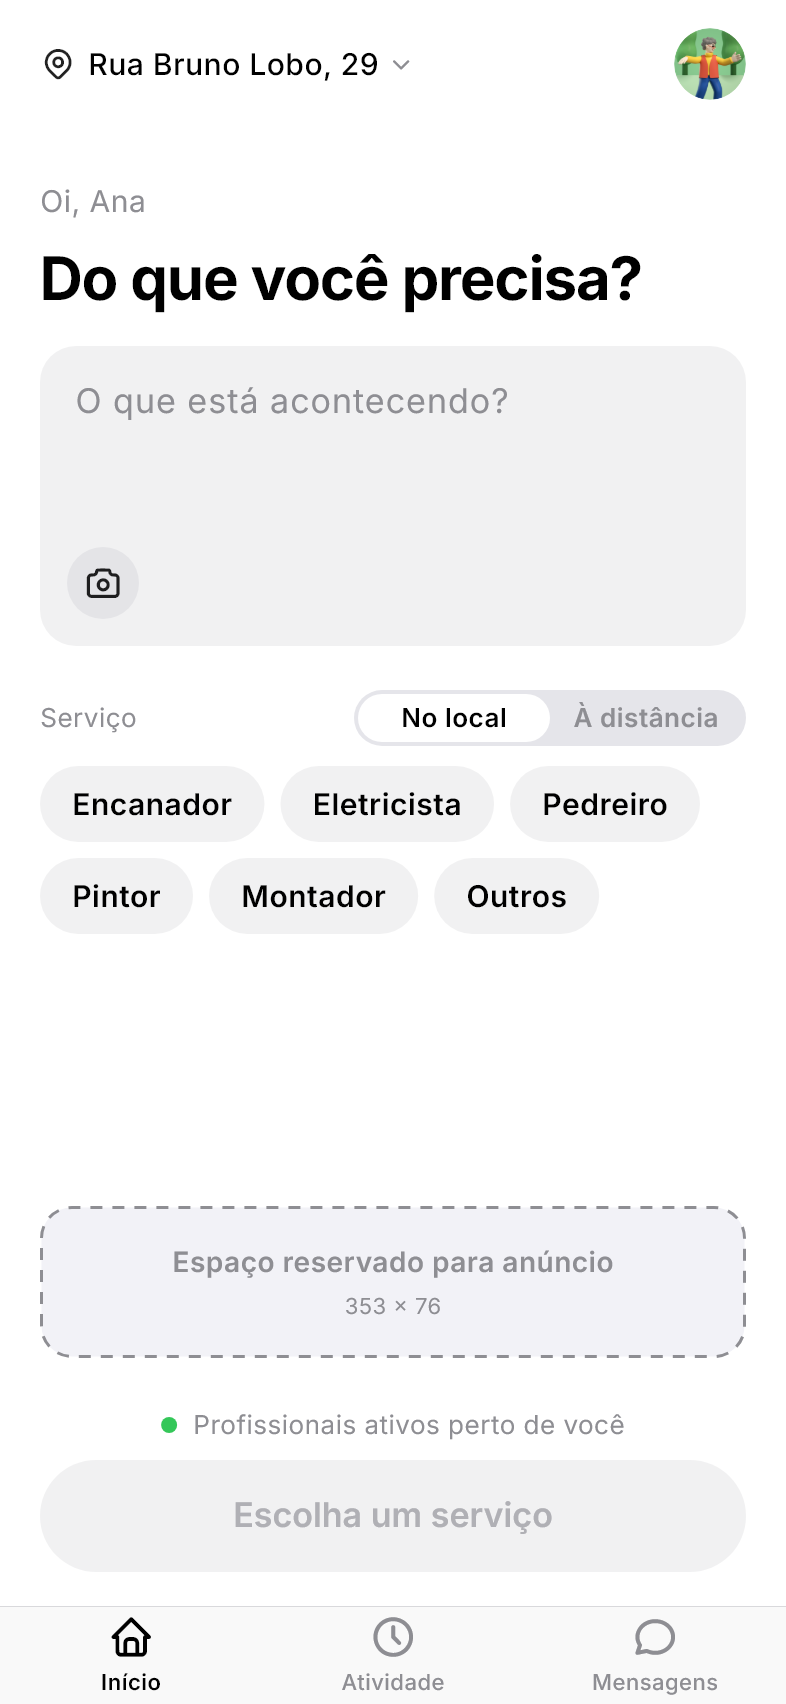 Rua Bruno Lobo, 29
Oi, Ana
Do que você precisa?
O que está acontecendo?
Serviço
No local
À distância
Encanador
Eletricista
Pedreiro
Pintor
Montador
Outros
Espaço reservado para anúncio
353 × 76
Profissionais ativos perto de você
Escolha um serviço
Início
Atividade
Mensagens